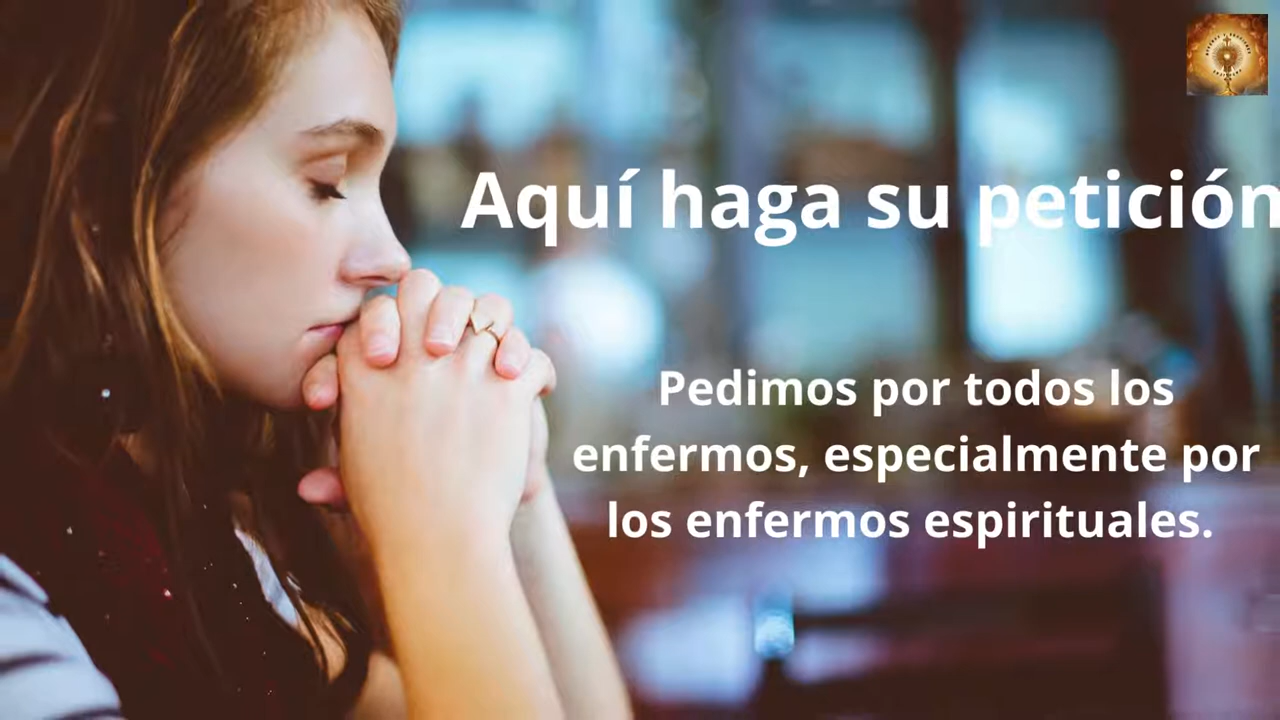 Aquí haga su petición
Pedimos por todos los
enfermos, especialmente por
los enfermos espirituales.